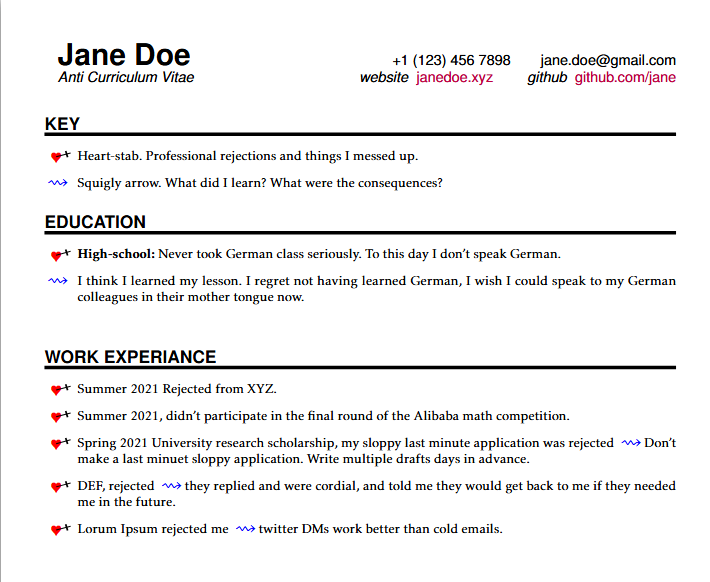 Jane Doe
+1 (123) 456 7898 jane.doe@gmail.com
Anti Curriculum Vitae
website janedoe.xyz github github.com/jane
KEY
Heart-stab. Professional rejections and things I messed up.
Squigly arrow. What did I learn? What were the consequences?
EDUCATION
High-school: Never took German class seriously. To this day I don't speak German.
I think I learned my lesson. I regret not having learned German, I wish I could speak to my German
colleagues in their mother tongue now.
WORK EXPERIANCE
Summer 2021 Rejected from XYZ.
Summer 2021, didn't participate in the final round of the Alibaba math competition.
Spring 2021 University research scholarship, my sloppy last minute application was rejected Don't
make a last minuet sloppy application. Write multiple drafts days in advance.
DEF, rejected they replied and were cordial, and told me they would get back to me if they needed
me in the future.
Lorum Ipsum rejected me twitter DMs work better than cold emails.